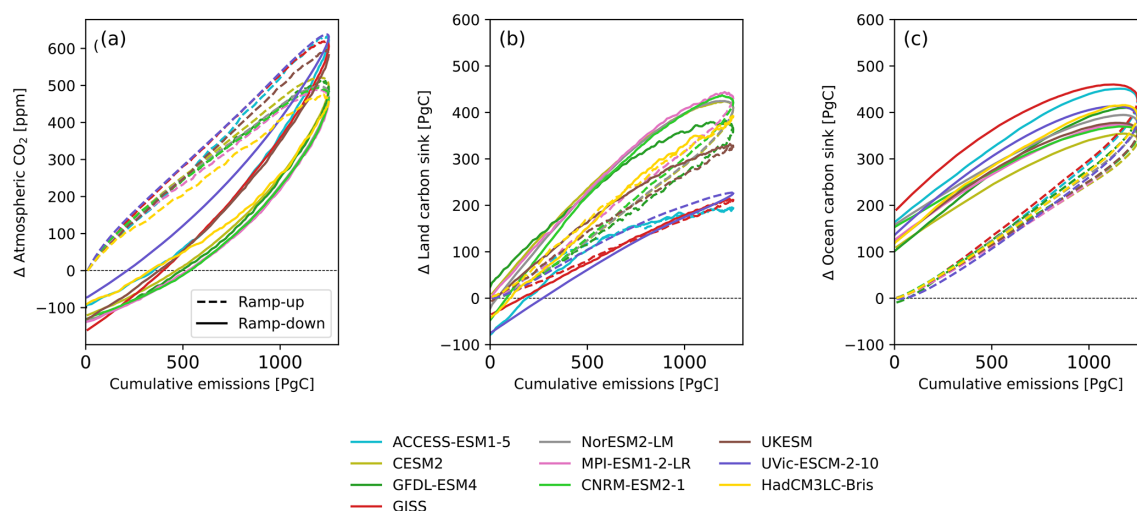 ((a)
Δ Atmospheric CO₂ [ppm]
600
500
400
300
200
100
0
−100
Ramp-up
Ramp-down
0
500
1000
Cumulative emissions [PgC]
(b)
Δ Land carbon sink [PgC]
600
500
400
300
200
100
0
−100
0
500
1000
Cumulative emissions [PgC]
(c)
Δ Ocean carbon sink [PgC]
600
500
400
300
200
100
0
−100
0
500
1000
Cumulative emissions [PgC]
ACCESS-ESM1-5
CESM2
GFDL-ESM4
GISS
NorESM2-LM
MPI-ESM1-2-LR
CNRM-ESM2-1
UKESM
UVic-ESCM-2-10
HadCM3LC-Bris